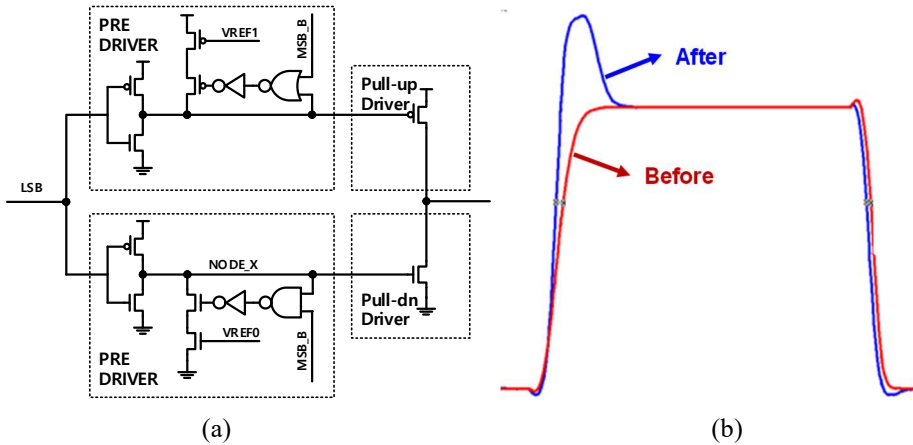 PRE
DRIVER
VREF1
MSB_B
Pull-up
Driver
LSB
NODE_X
VREF0
MSB_B
Pull-dn
Driver
PRE
DRIVER
(a)
After
Before
(b)